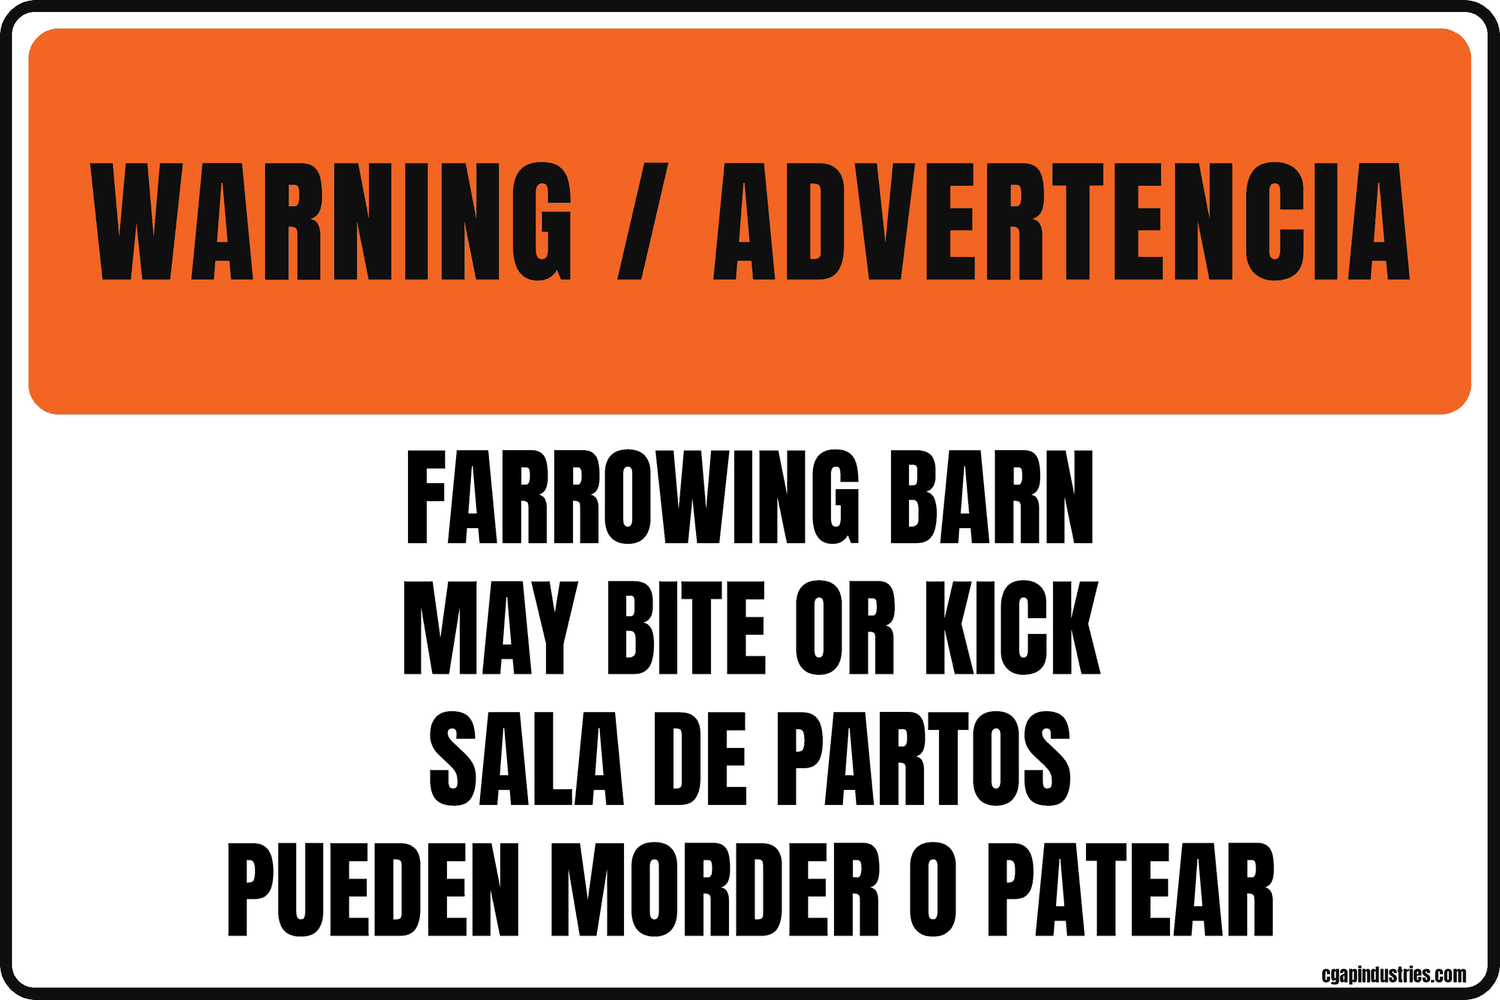 WARNING / ADVERTENCIA
FARROWING BARN
MAY BITE OR KICK
SALA DE PARTOS
PUEDEN MORDER O PATEAR
cgapindustries.com